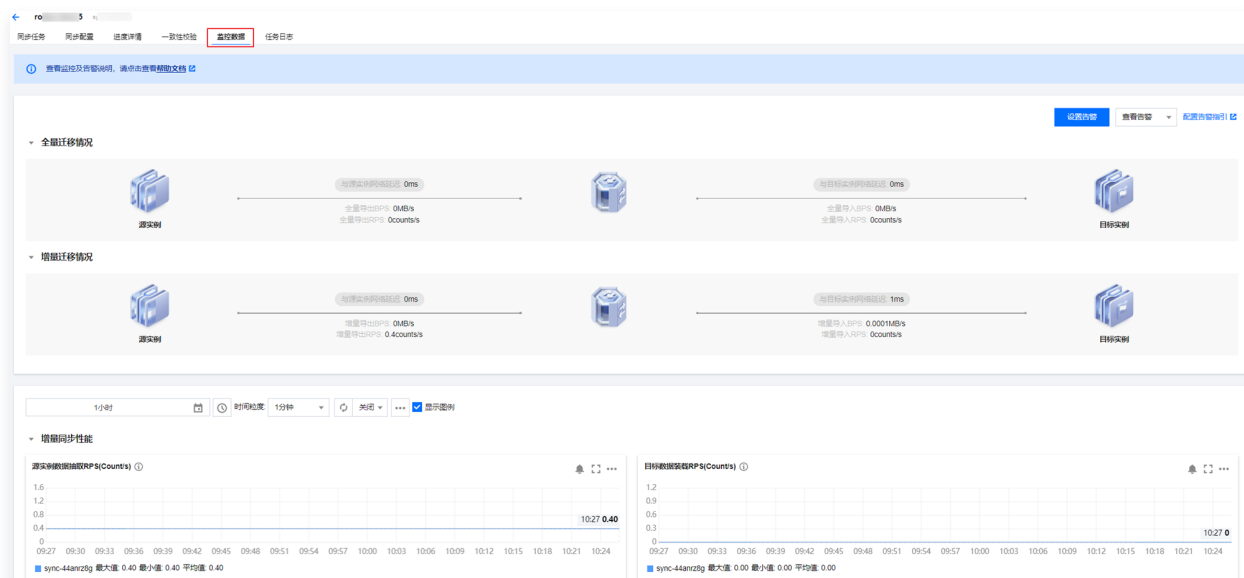 同步任务 同步配置 进度详情 一致性校验 监控数据 任务日志
查看监控及告警说明，请点击查看帮助文档
设置告警 查看告警 配置告警指引
全量迁移情况
与源实例网络延迟: 0ms 与目标实例网络延迟: 0ms
全量导出BPS: 0MB/s 全量导入BPS: 0MB/s
全量导出RPS: 0counts/s 全量导入RPS: 0counts/s
源实例 目标实例
增量迁移情况
与源实例网络延迟: 0ms 与目标实例网络延迟: 1ms
增量导出BPS: 0MB/s 增量导入BPS: 0.0001MB/s
增量导出RPS: 0.4counts/s 增量导入RPS: 0counts/s
源实例 目标实例
1小时 时间粒度: 1分钟 关闭 显示图例
增量同步性能
源实例数据抽取RPS(Count/s) 目标数据装载RPS(Count/s)
1.6 1.2
1.2 0.9
0.8 0.6
10:27 0.40
0.4 0.3
10:27 0
0 0
09:27 09:30 09:33 09:36 09:39 09:42 09:45 09:48 09:51 09:54 09:57 10:00 10:03 10:06 10:09 10:12 10:15 10:18 10:21 10:24 09:27 09:30 09:33 09:36 09:39 09:42 09:45 09:48 09:51 09:54 09:57 10:00 10:03 10:06 10:09 10:12 10:15 10:18 10:21 10:24
sync-44anrz8g 最大值: 0.40 最小值: 0.40 平均值: 0.40 sync-44anrz8g 最大值: 0.00 最小值: 0.00 平均值: 0.00